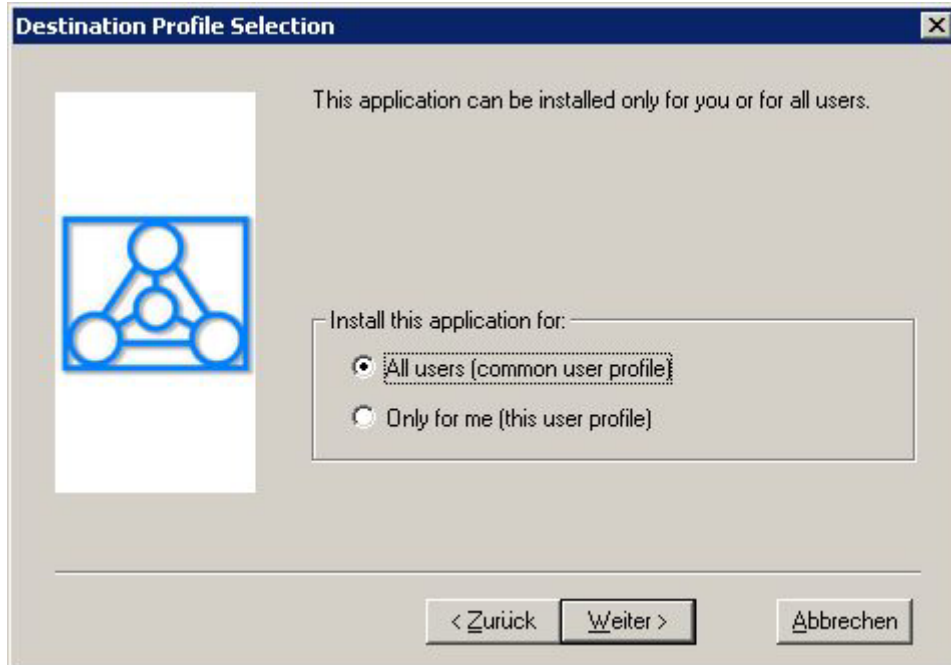 Destination Profile Selection
This application can be installed only for you or for all users.
Install this application for:
All users (common user profile)
Only for me (this user profile)
< Zurück
Weiter >
Abbrechen